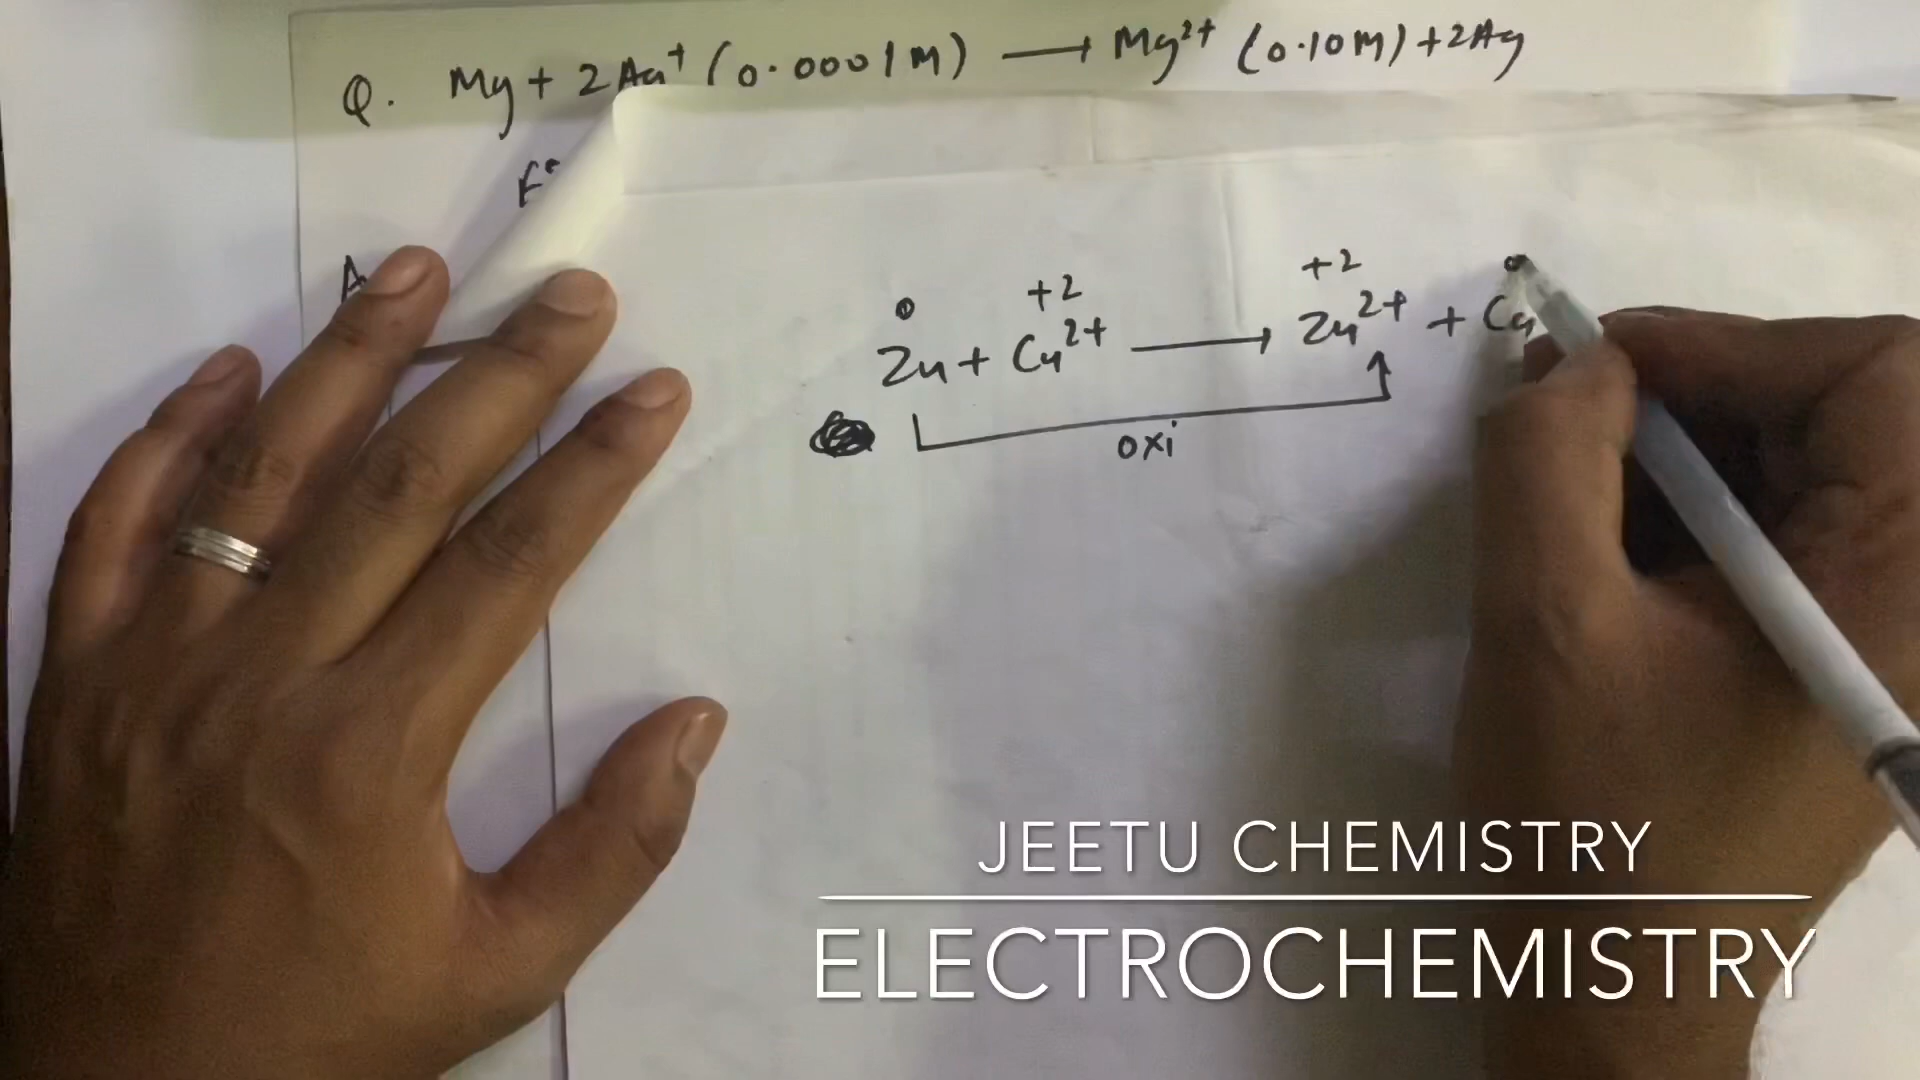 Q. Mg + 2Ag⁺ (0.0001M) ⟶ Mg²⁺ (0.10M) + 2Ag
E°
A
0 +2 +2 0
Zn + Cu²⁺ ⟶ Zn²⁺ + Cu
oxi
JEETU CHEMISTRY
ELECTROCHEMISTRY